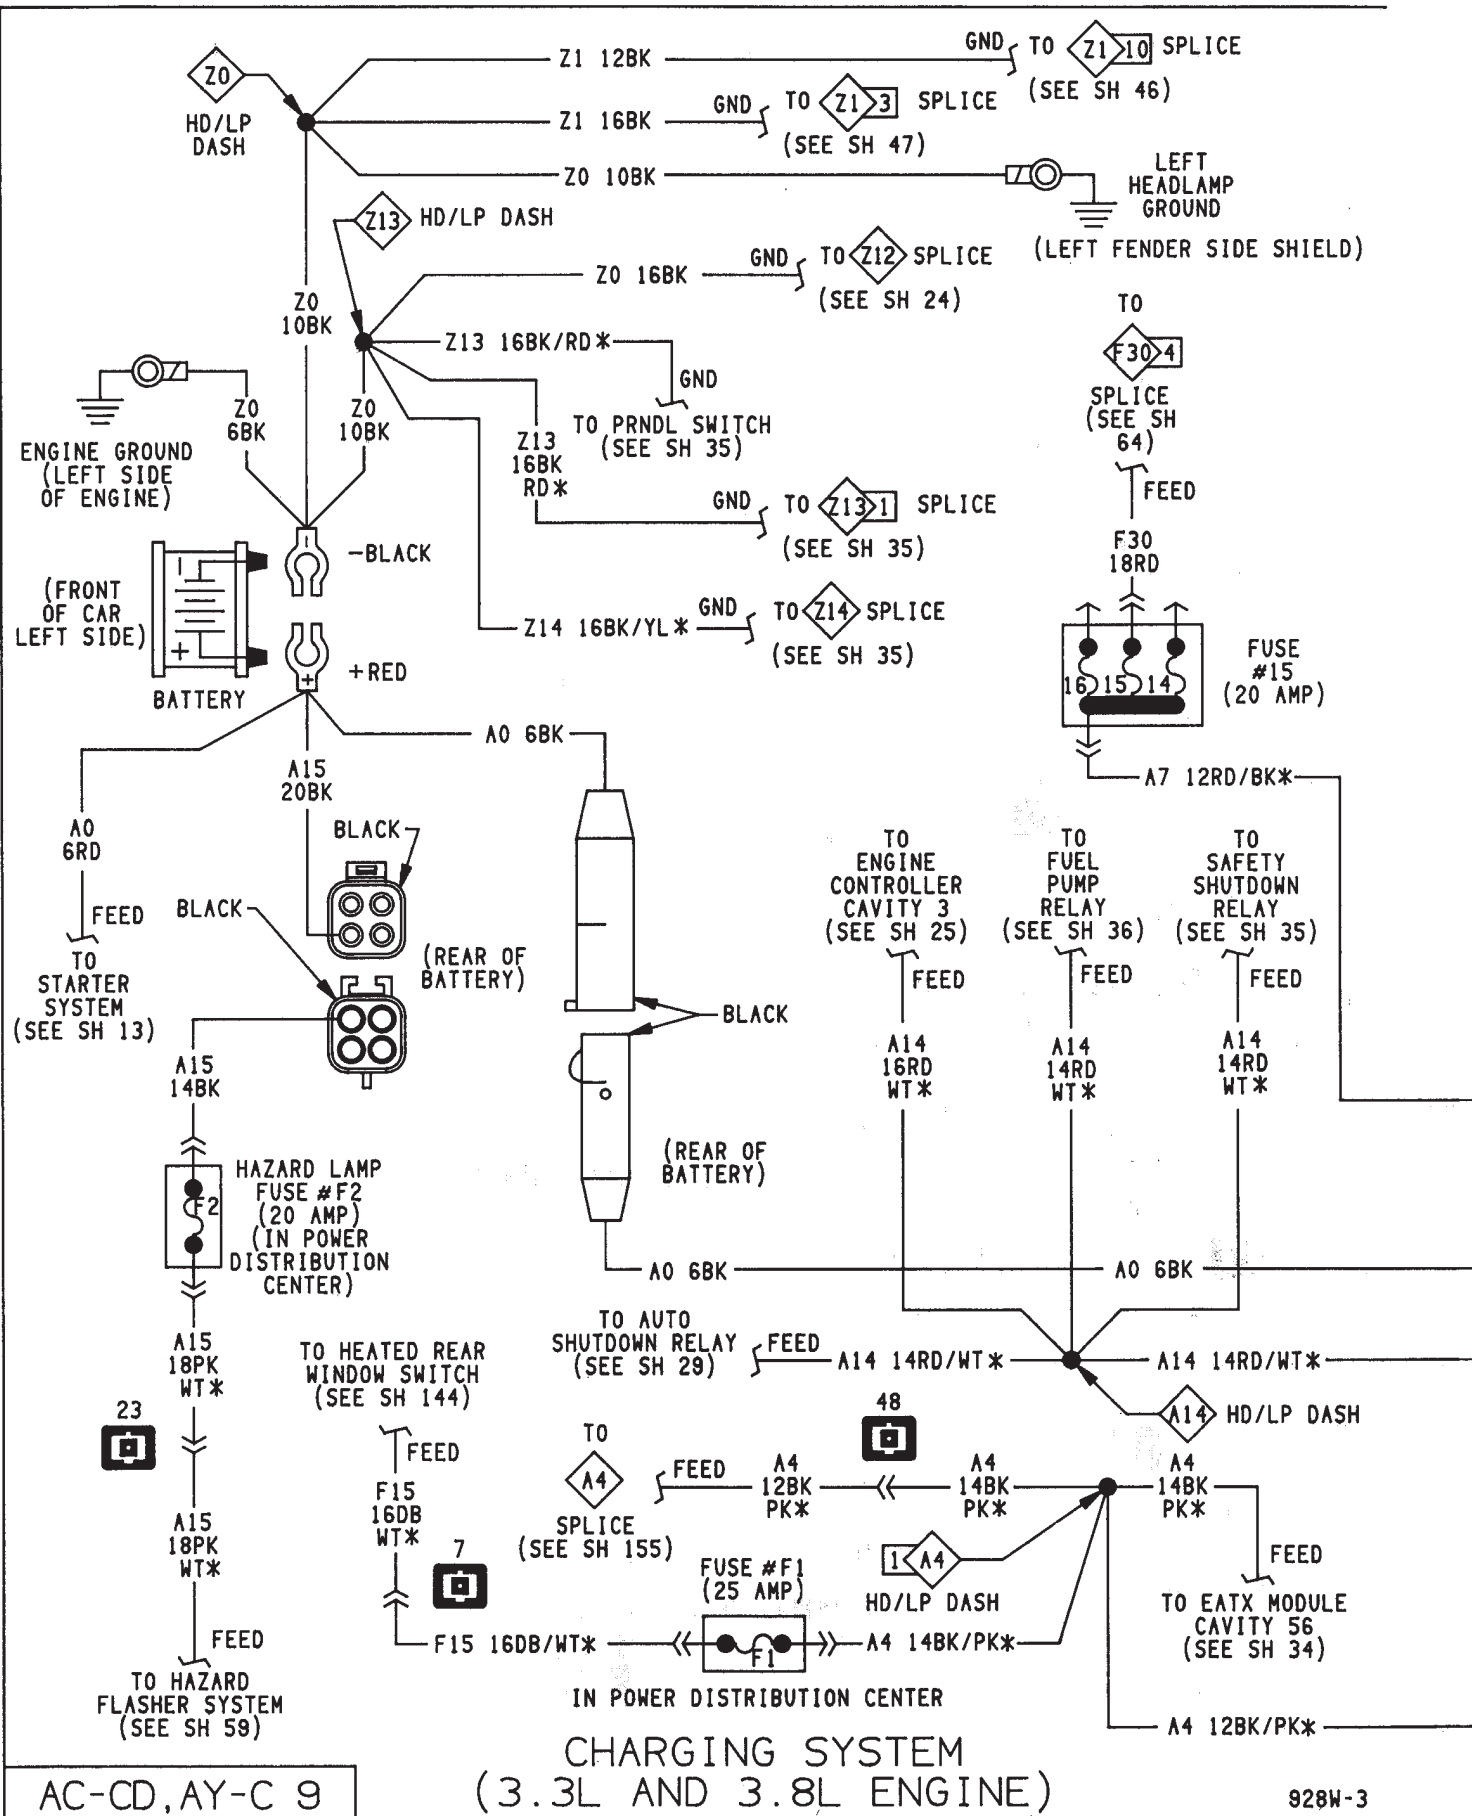 Z0
HD/LP
DASH
Z1 12BK
GND
TO Z1 10 SPLICE
(SEE SH 46)
Z1 16BK
GND
TO Z1 3 SPLICE
(SEE SH 47)
Z0 10BK
LEFT
HEADLAMP
GROUND
(LEFT FENDER SIDE SHIELD)
Z13 HD/LP DASH
Z0 16BK
GND
TO Z12 SPLICE
(SEE SH 24)
Z0
10BK
Z13 16BK/RD*
GND
TO PRNDL SWITCH
(SEE SH 35)
Z0
6BK
Z0
10BK
ENGINE GROUND
(LEFT SIDE
OF ENGINE)
Z13
16BK
RD*
GND
TO Z13 1 SPLICE
(SEE SH 35)
TO
F30 4
SPLICE
(SEE SH
64)
FEED
F30
18RD
-BLACK
(FRONT
OF CAR
LEFT SIDE)
+
-
+
+RED
BATTERY
Z14 16BK/YL*
GND
TO Z14 SPLICE
(SEE SH 35)
16 15 14
FUSE
#15
(20 AMP)
A7 12RD/BK*
A0 6BK
A15
20BK
A0
6RD
FEED
TO
STARTER
SYSTEM
(SEE SH 13)
BLACK
BLACK
(REAR OF
BATTERY)
BLACK
(REAR OF
BATTERY)
TO
ENGINE
CONTROLLER
CAVITY 3
(SEE SH 25)
FEED
TO
FUEL
PUMP
RELAY
(SEE SH 36)
FEED
TO
SAFETY
SHUTDOWN
RELAY
(SEE SH 35)
FEED
A14
16RD
WT*
A14
14RD
WT*
A14
14RD
WT*
A15
14BK
F2
HAZARD LAMP
FUSE #F2
(20 AMP)
(IN POWER
DISTRIBUTION
CENTER)
A0 6BK
A0 6BK
A15
18PK
WT*
TO AUTO
SHUTDOWN RELAY
(SEE SH 29)
FEED
A14 14RD/WT*
A14 14RD/WT*
A14 HD/LP DASH
23
A15
18PK
WT*
FEED
TO HAZARD
FLASHER SYSTEM
(SEE SH 59)
TO HEATED REAR
WINDOW SWITCH
(SEE SH 144)
FEED
F15
16DB
WT*
7
F15 16DB/WT*
TO
A4
SPLICE
(SEE SH 155)
FEED
A4
12BK
PK*
48
A4
14BK
PK*
A4
14BK
PK*
1 A4
HD/LP DASH
FEED
TO EATX MODULE
CAVITY 56
(SEE SH 34)
FUSE #F1
(25 AMP)
F1
A4 14BK/PK*
IN POWER DISTRIBUTION CENTER
A4 12BK/PK*
CHARGING SYSTEM
(3.3L AND 3.8L ENGINE)
AC-CD,AY-C 9
928W-3